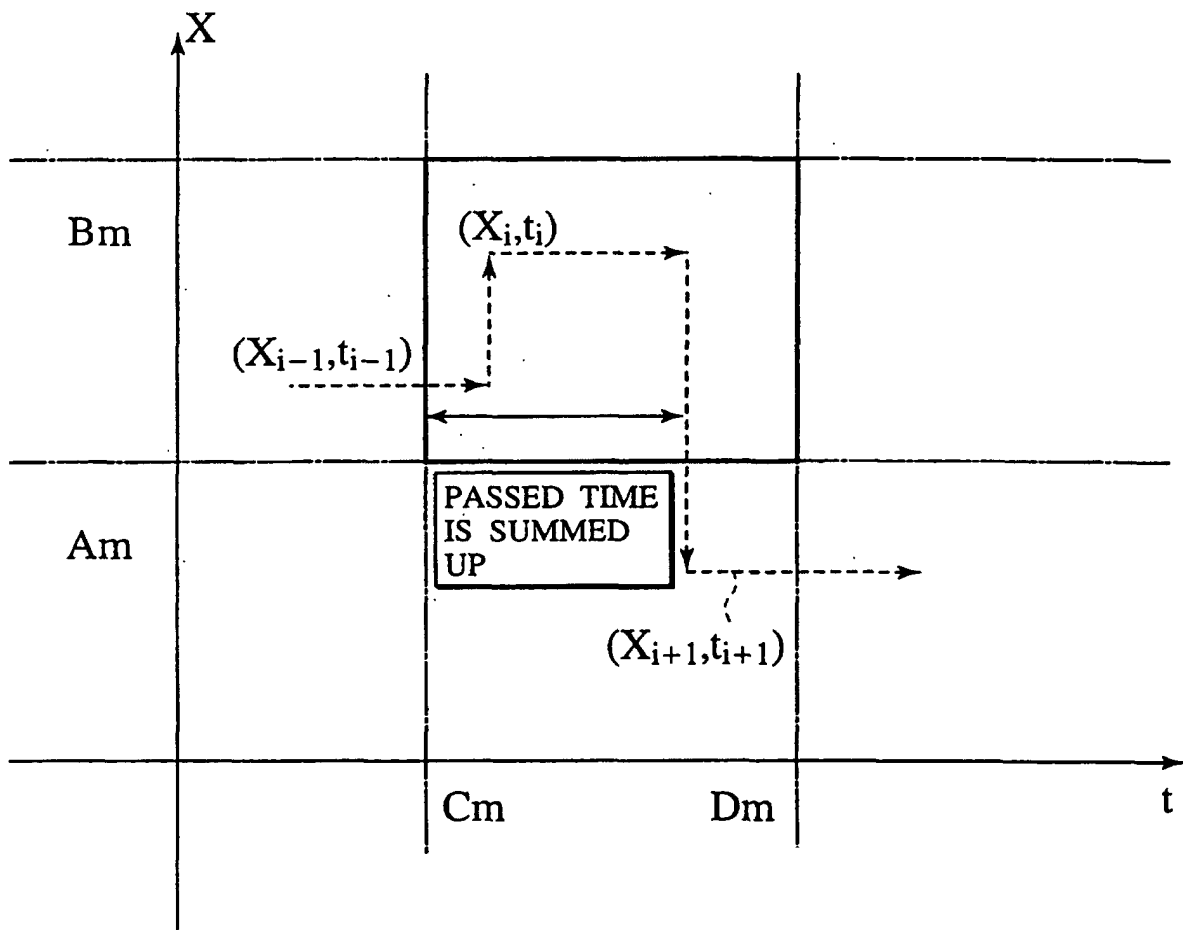 X
Bm
(Xi,ti)
(Xi−1,ti−1)
PASSED TIME
IS SUMMED
UP
Am
(Xi+1,ti+1)
Cm
Dm
t